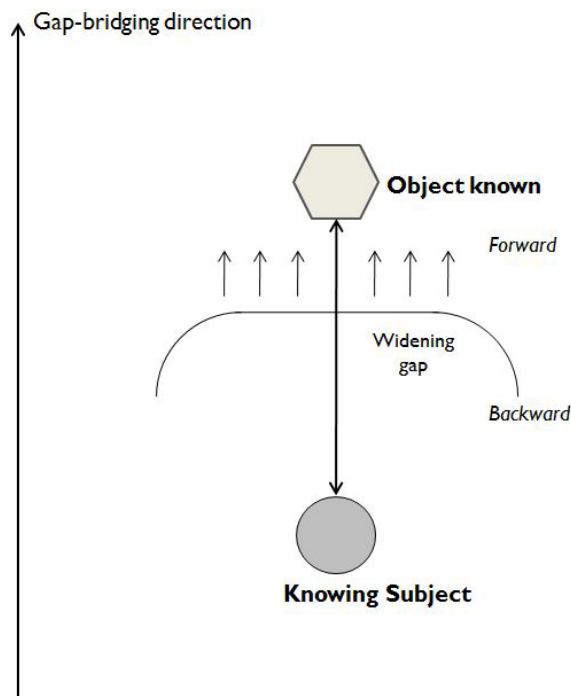 Gap-bridging direction
Object known
Forward
Widening
gap
Backward
Knowing Subject